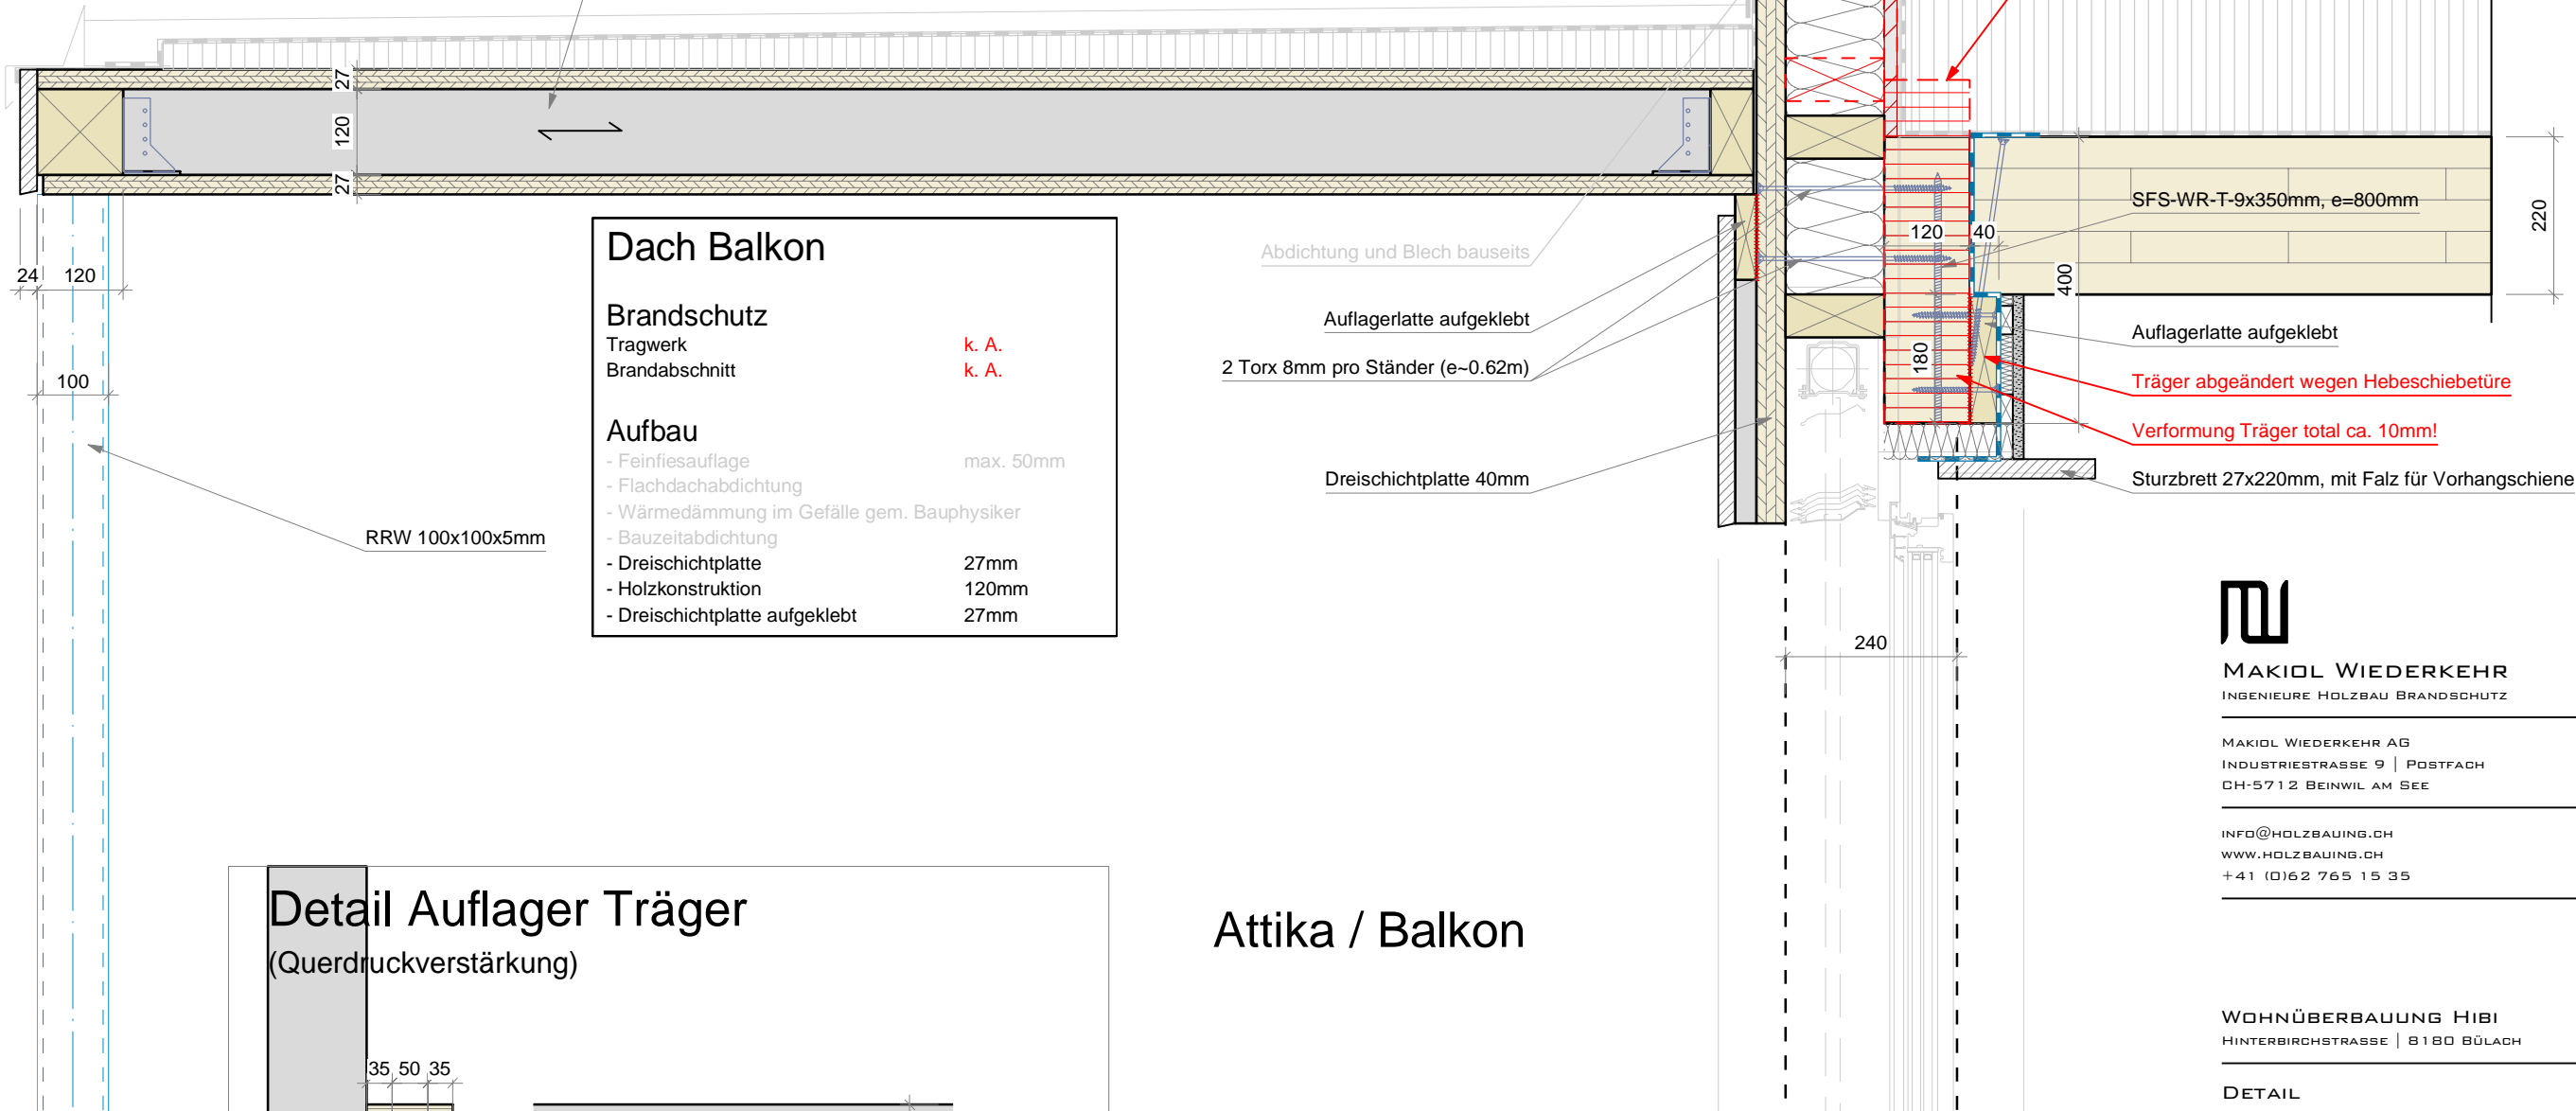 27
120
27
24
120
100
RRW 100x100x5mm
Dach Balkon
Brandschutz
Tragwerk k. A.
Brandabschnitt k. A.
Aufbau
- Feinfiesauflage max. 50mm
- Flachdachabdichtung
- Wärmedämmung im Gefälle gem. Bauphysiker
- Bauzeitabdichtung
- Dreischichtplatte 27mm
- Holzkonstruktion 120mm
- Dreischichtplatte aufgeklebt 27mm
Abdichtung und Blech bauseits
Auflagerlatte aufgeklebt
2 Torx 8mm pro Ständer (e~0.62m)
Dreischichtplatte 40mm
SFS-WR-T-9x350mm, e=800mm
120
40
400
180
220
Auflagerlatte aufgeklebt
Träger abgeändert wegen Hebeschiebetüre
Verformung Träger total ca. 10mm!
Sturzbrett 27x220mm, mit Falz für Vorhangschiene
240
Detail Auflager Träger
(Querdruckverstärkung)
35 50 35
Attika / Balkon
MAKIOL WIEDERKEHR
INGENIEURE HOLZBAU BRANDSCHUTZ
MAKIOL WIEDERKEHR AG
INDUSTRIESTRASSE 9 | POSTFACH
CH-5712 BEINWIL AM SEE
INFO@HOLZBAUING.CH
WWW.HOLZBAUING.CH
+41 (0)62 765 15 35
WOHNÜBERBAUUNG HIBI
HINTERBIRCHSTRASSE | 8180 BÜLACH
DETAIL